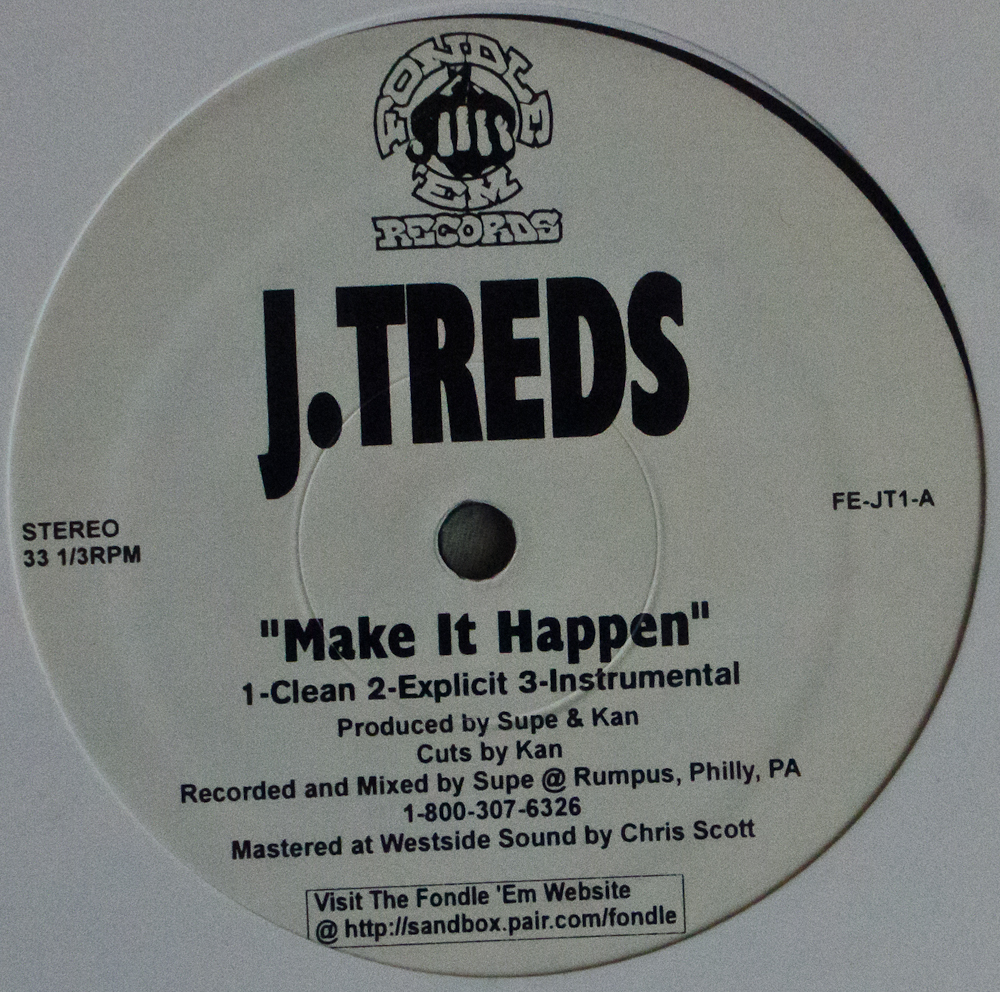 FONDLE
'EM
RECORDS
J.TREDS
STEREO
33 1/3RPM
FE-JT1-A
"Make It Happen"
1-Clean 2-Explicit 3-Instrumental
Produced by Supe & Kan
Cuts by Kan
Recorded and Mixed by Supe @ Rumpus, Philly, PA
1-800-307-6326
Mastered at Westside Sound by Chris Scott
Visit The Fondle 'Em Website
@ http://sandbox.pair.com/fondle